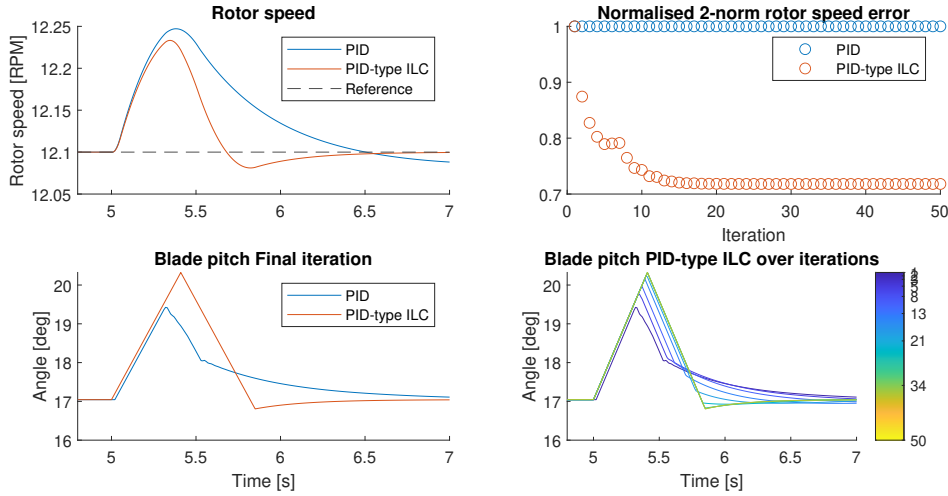 Rotor speed
Rotor speed [RPM]
12.2
12.15
12.1
12.05
5
5.5
6
6.5
7
PID
PID-type ILC
Reference
Normalised 2-norm rotor speed error
1
0.9
0.8
0.7
0
10
20
30
40
50
Iteration
PID
PID-type ILC
Blade pitch Final iteration
Angle [deg]
20
19
18
17
16
5
5.5
6
6.5
7
Time [s]
PID
PID-type ILC
Blade pitch PID-type ILC over iterations
Angle [deg]
20
19
18
17
16
5
5.5
6
6.5
7
Time [s]
8
13
21
34
50